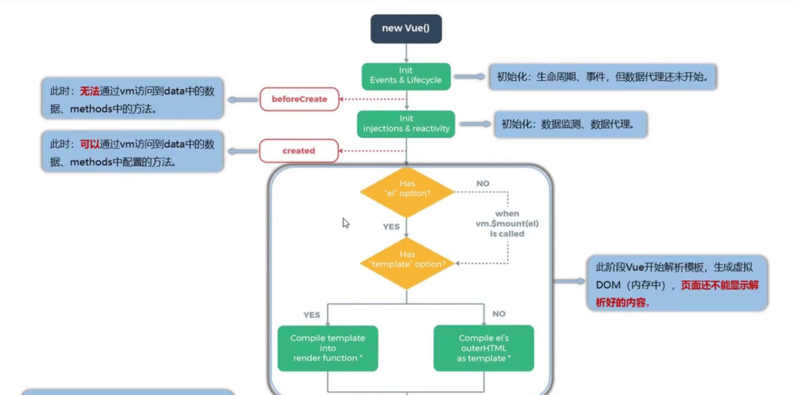 new Vue()
Init
Events & Lifecycle
初始化：生命周期、事件，但数据代理还未开始。
此时：无法通过vm访问到data中的数
据、methods中的方法。
beforeCreate
Init
injections & reactivity
初始化：数据监测、数据代理。
此时：可以通过vm访问到data中的数
据、methods中配置的方法。
created
Has
"el" option?
NO
when
vm.$mount(el)
is called
YES
Has
"template" option?
此阶段Vue开始解析模板，生成虚拟
DOM（内存中），页面还不能显示解
析好的内容。
YES
NO
Compile template
into
render function *
Compile el's
outerHTML
as template *